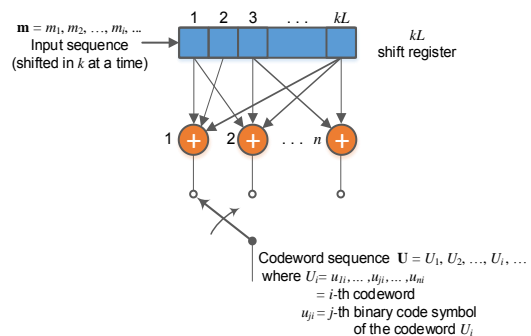 1 2 3 . . . kL
m = m1, m2, …, mi, ...
Input sequence
(shifted in k at a time)
kL
shift register
1 + 2 + . . . n +
Codeword sequence U = U1, U2, …, Ui, …
where Ui= u1i,... ,uji,... ,uni
= i-th codeword
uji = j-th binary code symbol
of the codeword Ui